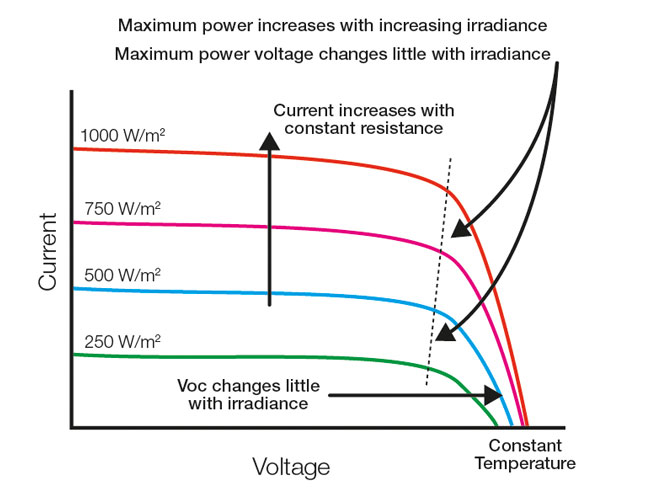 Maximum power increases with increasing irradiance
Maximum power voltage changes little with irradiance
Current increases with
constant resistance
1000 W/m²
750 W/m²
500 W/m²
250 W/m²
Current
Voc changes little
with irradiance
Constant
Temperature
Voltage